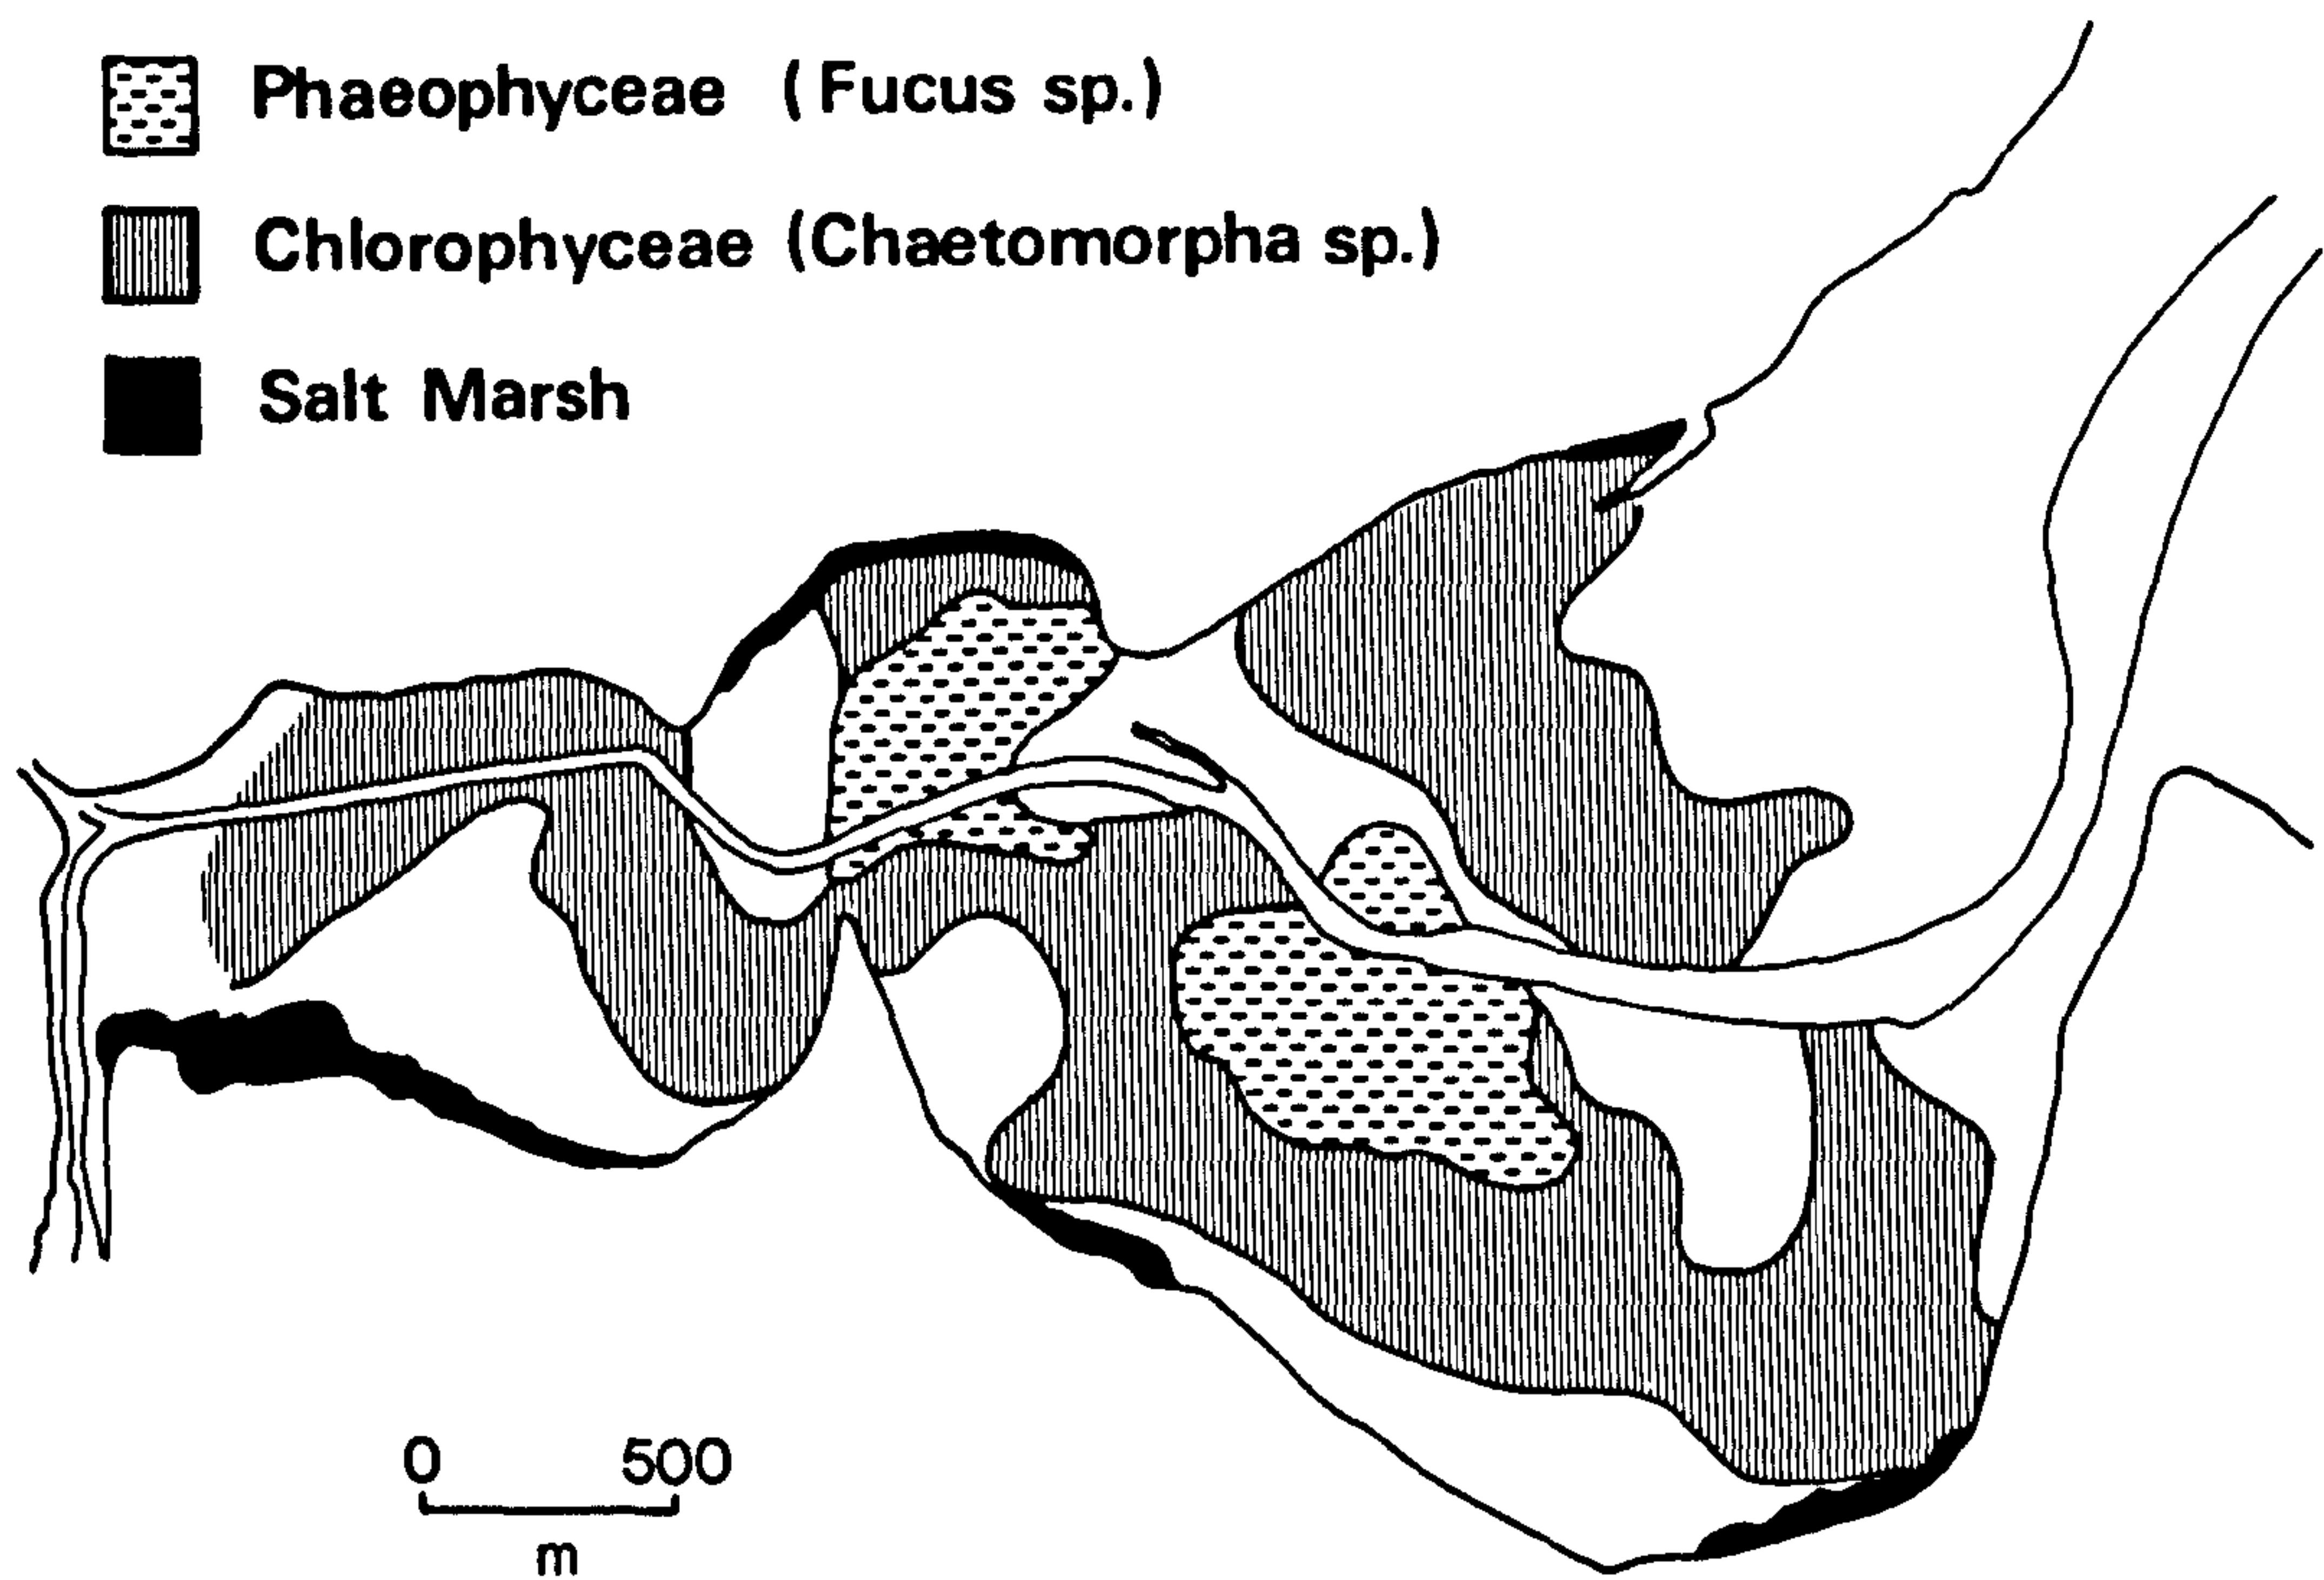 Phaeophyceae (Fucus sp.)
Chlorophyceae (Chaetomorpha sp.)
Salt Marsh
0 500
m